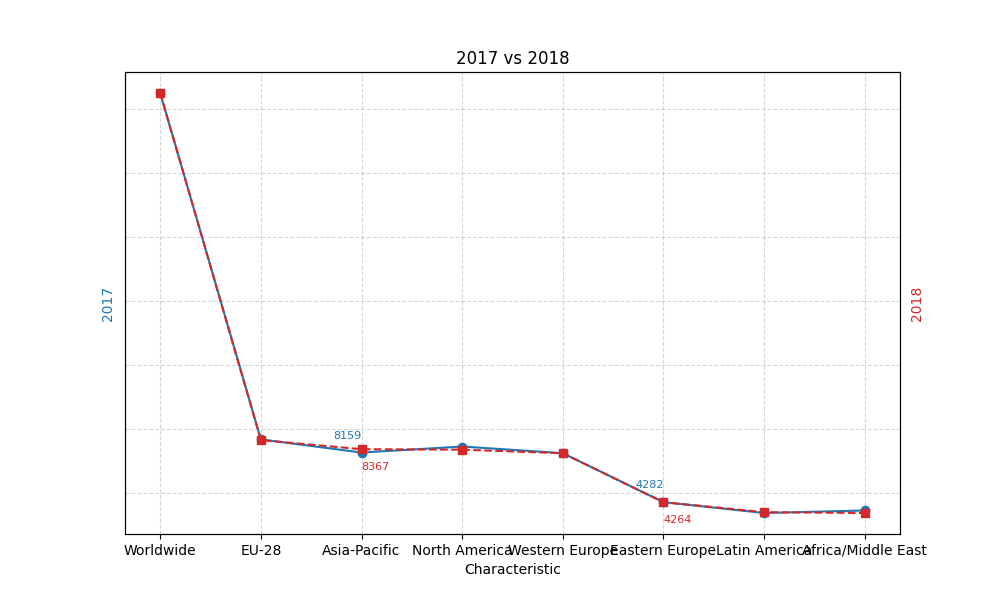 2017 vs 2018
2017
2018
8159
8367
4282
4264
Worldwide
EU-28
Asia-Pacific
North America
Western Europe
Eastern Europe
Latin America
Africa/Middle East
Characteristic